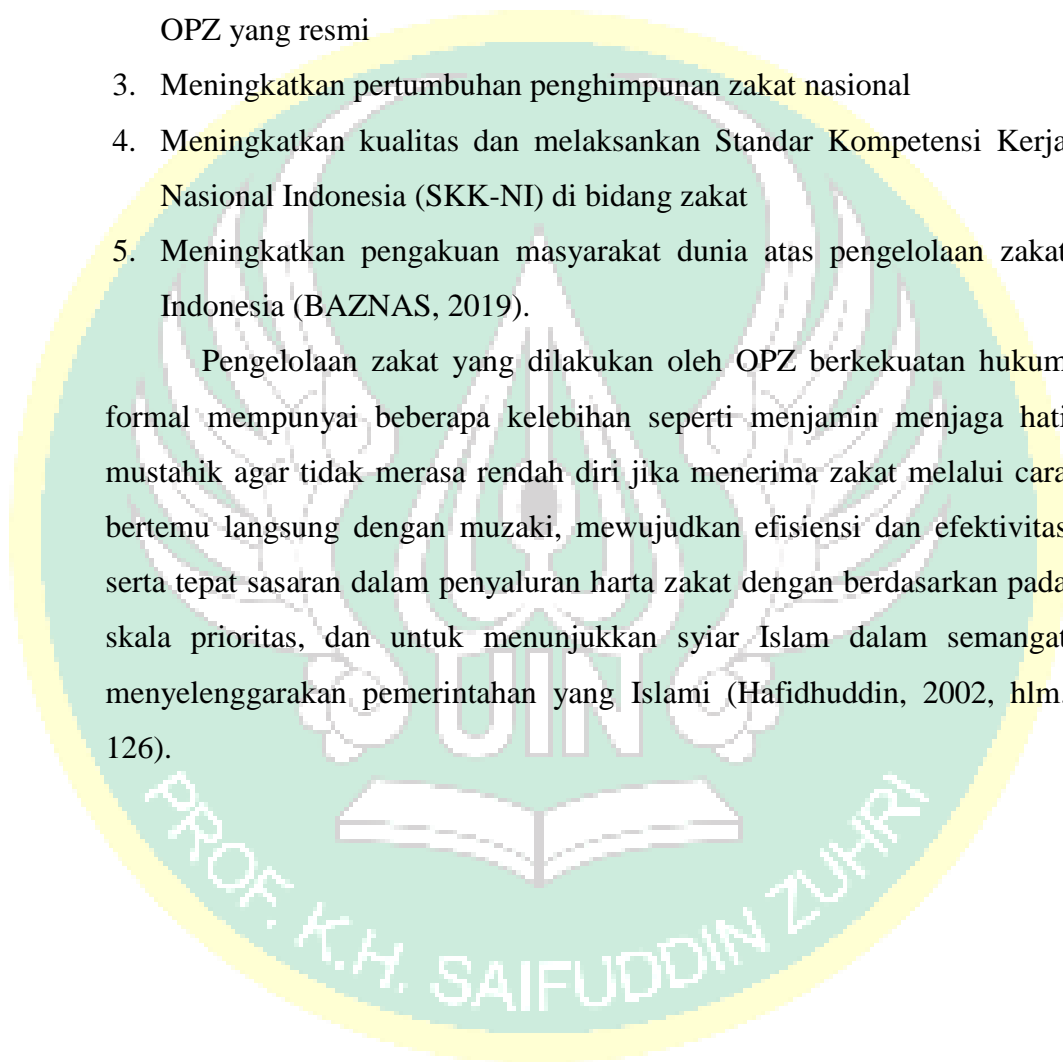 OPZ yang resmi
3. Meningkatkan pertumbuhan penghimpunan zakat nasional
4. Meningkatkan kualitas dan melaksankan Standar Kompetensi Kerja
Nasional Indonesia (SKK-NI) di bidang zakat
5. Meningkatkan pengakuan masyarakat dunia atas pengelolaan zakat
Indonesia (BAZNAS, 2019).
Pengelolaan zakat yang dilakukan oleh OPZ berkekuatan hukum
formal mempunyai beberapa kelebihan seperti menjamin menjaga hati
mustahik agar tidak merasa rendah diri jika menerima zakat melalui cara
bertemu langsung dengan muzaki, mewujudkan efisiensi dan efektivitas
serta tepat sasaran dalam penyaluran harta zakat dengan berdasarkan pada
skala prioritas, dan untuk menunjukkan syiar Islam dalam semangat
menyelenggarakan pemerintahan yang Islami (Hafidhuddin, 2002, hlm.
126).
UIN
PROF. K.H. SAIFUDDIN ZUHRI